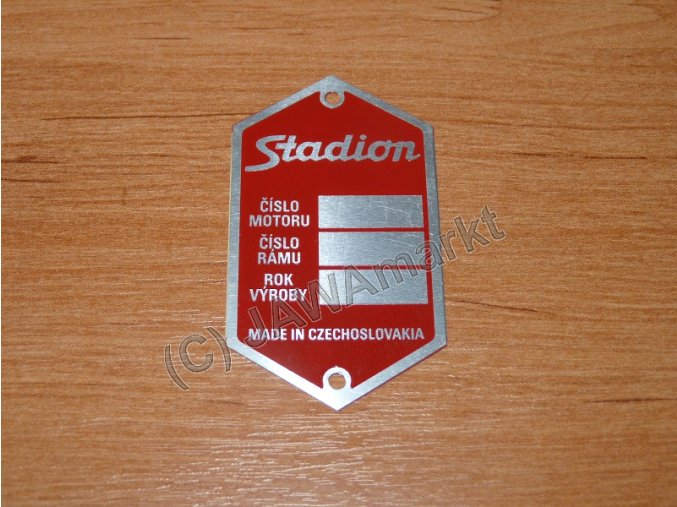 Stadion
ČÍSLO
MOTORU
ČÍSLO
RÁMU
ROK
VÝROBY
MADE IN CZECHOSLOVAKIA
(C) JAWAmarkt